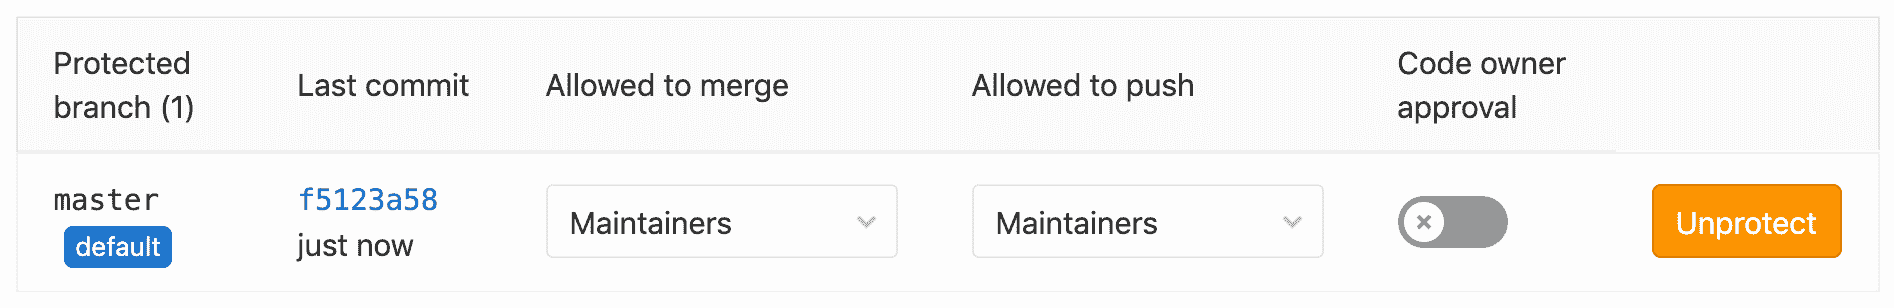 Protected
branch (1)
Last commit
Allowed to merge
Allowed to push
Code owner
approval
master
default
f5123a58
just now
Maintainers
Maintainers
Unprotect